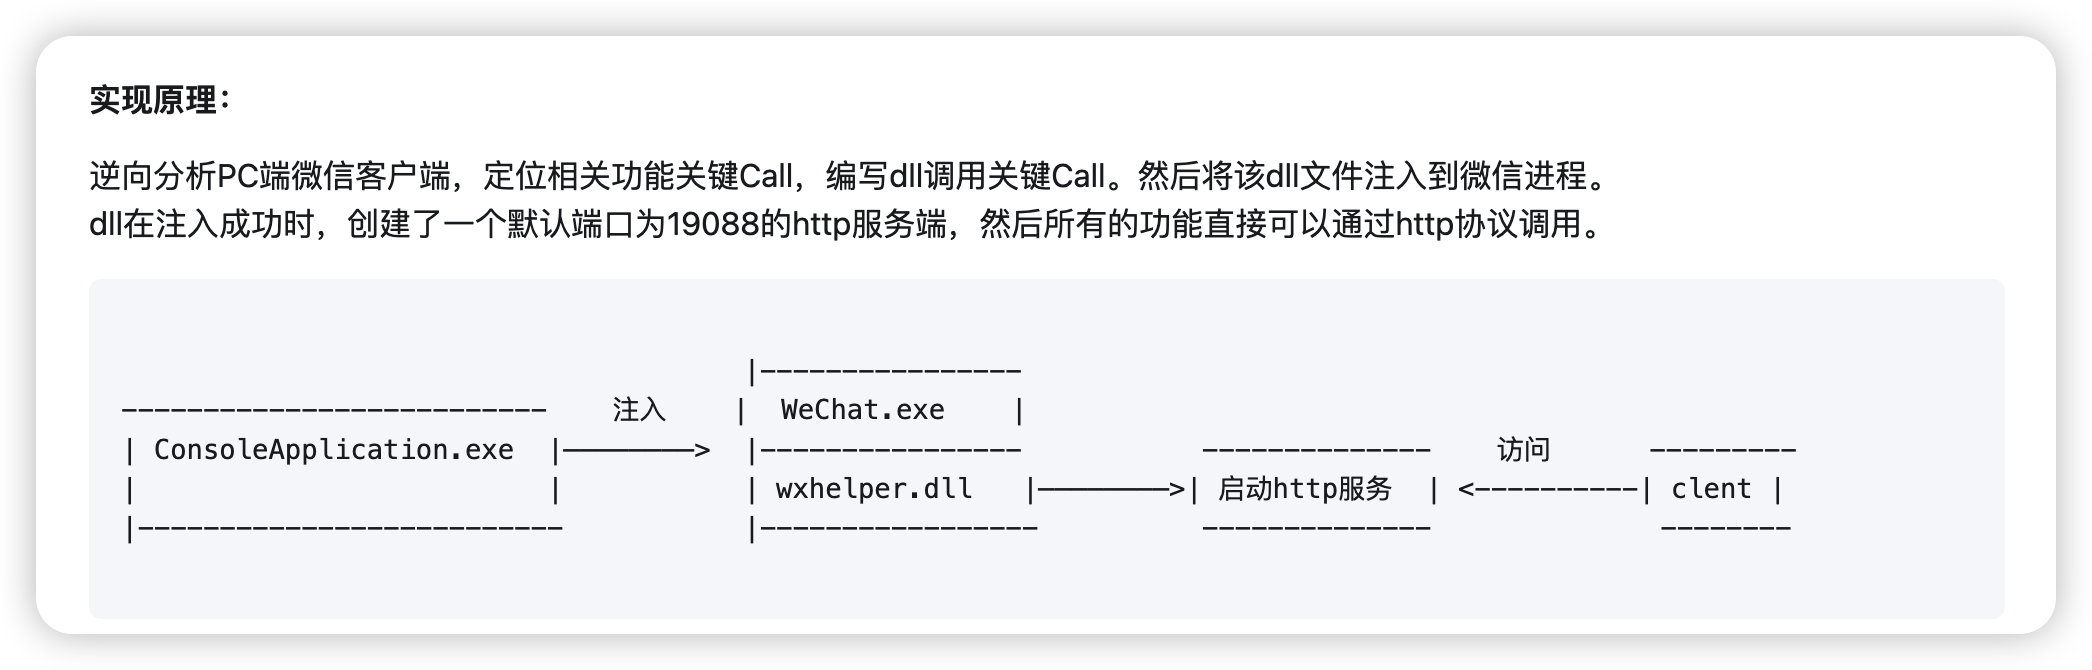 实现原理：
逆向分析PC端微信客户端，定位相关功能关键Call，编写dll调用关键Call。然后将该dll文件注入到微信进程。
dll在注入成功时，创建了一个默认端口为19088的http服务端，然后所有的功能直接可以通过http协议调用。
                                       |----------------
--------------------------    注入    |  WeChat.exe    |
| ConsoleApplication.exe  |————————>  |----------------           --------------    访问      ---------
|                         |           | wxhelper.dll   |————————>| 启动http服务  | <----------| clent |
|--------------------------           |-----------------          --------------              --------